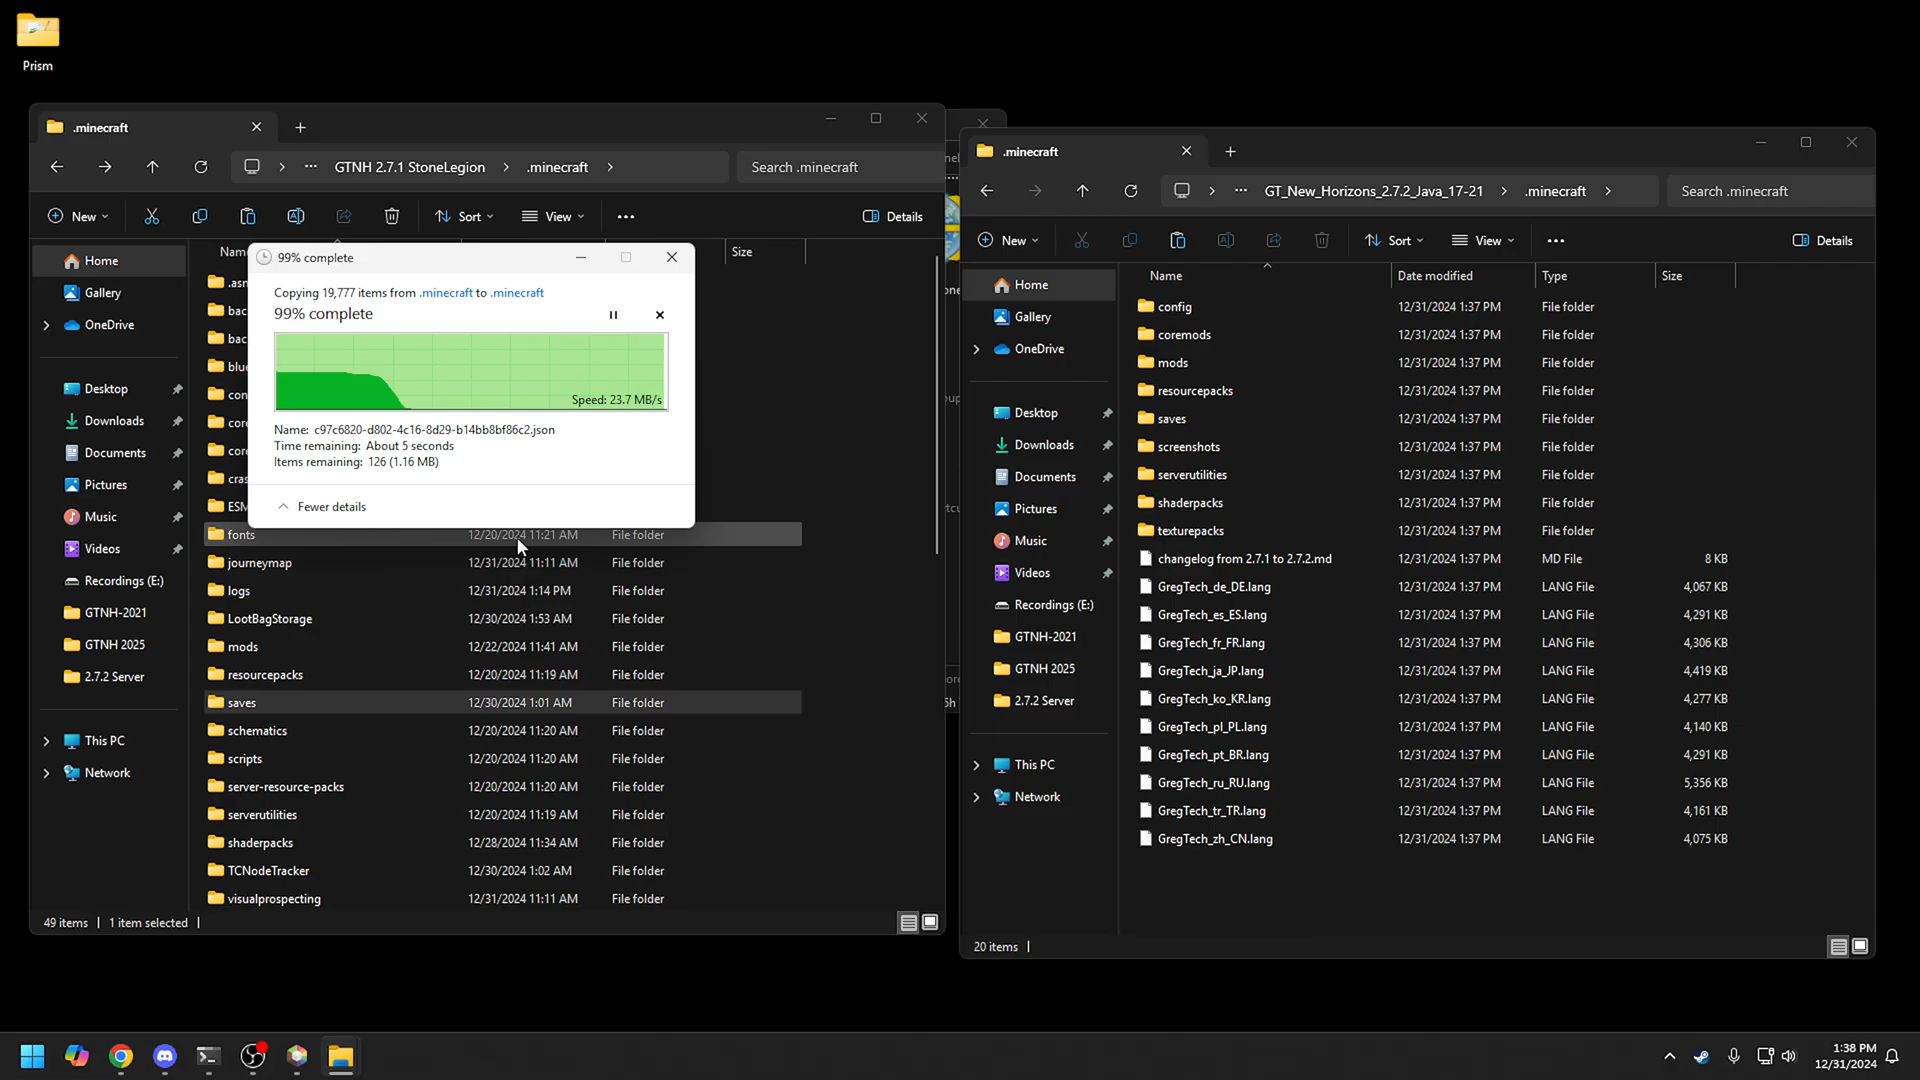 Prism
.minecraft
GTNH 2.7.1 StoneLegion
.minecraft
Search .minecraft
New
Sort
View
Details
Home
Gallery
OneDrive
Desktop
Downloads
Documents
Pictures
Music
Videos
Recordings (E:)
GTNH-2021
GTNH 2025
2.7.2 Server
This PC
Network
Size
99% complete
Copying 19,777 items from .minecraft to .minecraft
99% complete
Speed: 23.7 MB/s
Name: c97c6820-d802-4c16-8d29-b14bb8bf86c2.json
Time remaining: About 5 seconds
Items remaining: 126 (1.16 MB)
Fewer details
fonts 12/20/2024 11:21 AM File folder
journeymap 12/31/2024 11:11 AM File folder
logs 12/31/2024 1:14 PM File folder
LootBagStorage 12/30/2024 1:53 AM File folder
mods 12/22/2024 11:41 AM File folder
resourcepacks 12/20/2024 11:19 AM File folder
saves 12/30/2024 1:01 AM File folder
schematics 12/20/2024 11:20 AM File folder
scripts 12/20/2024 11:20 AM File folder
server-resource-packs 12/20/2024 11:20 AM File folder
serverutilities 12/20/2024 11:19 AM File folder
shaderpacks 12/28/2024 11:34 AM File folder
TCNodeTracker 12/30/2024 1:02 AM File folder
visualprospecting 12/31/2024 11:11 AM File folder
49 items
1 item selected
.minecraft
GT_New_Horizons_2.7.2_Java_17-21
.minecraft
Search .minecraft
New
Sort
View
Details
Home
Gallery
OneDrive
Desktop
Downloads
Documents
Pictures
Music
Videos
Recordings (E:)
GTNH-2021
GTNH 2025
2.7.2 Server
This PC
Network
Name Date modified Type Size
config 12/31/2024 1:37 PM File folder
coremods 12/31/2024 1:37 PM File folder
mods 12/31/2024 1:37 PM File folder
resourcepacks 12/31/2024 1:37 PM File folder
saves 12/31/2024 1:37 PM File folder
screenshots 12/31/2024 1:37 PM File folder
serverutilities 12/31/2024 1:37 PM File folder
shaderpacks 12/31/2024 1:37 PM File folder
texturepacks 12/31/2024 1:37 PM File folder
changelog from 2.7.1 to 2.7.2.md 12/31/2024 1:37 PM MD File 8 KB
GregTech_de_DE.lang 12/31/2024 1:37 PM LANG File 4,067 KB
GregTech_es_ES.lang 12/31/2024 1:37 PM LANG File 4,291 KB
GregTech_fr_FR.lang 12/31/2024 1:37 PM LANG File 4,306 KB
GregTech_ja_JP.lang 12/31/2024 1:37 PM LANG File 4,419 KB
GregTech_ko_KR.lang 12/31/2024 1:37 PM LANG File 4,277 KB
GregTech_pl_PL.lang 12/31/2024 1:37 PM LANG File 4,140 KB
GregTech_pt_BR.lang 12/31/2024 1:37 PM LANG File 4,291 KB
GregTech_ru_RU.lang 12/31/2024 1:37 PM LANG File 5,356 KB
GregTech_tr_TR.lang 12/31/2024 1:37 PM LANG File 4,161 KB
GregTech_zh_CN.lang 12/31/2024 1:37 PM LANG File 4,075 KB
20 items
1:38 PM
12/31/2024